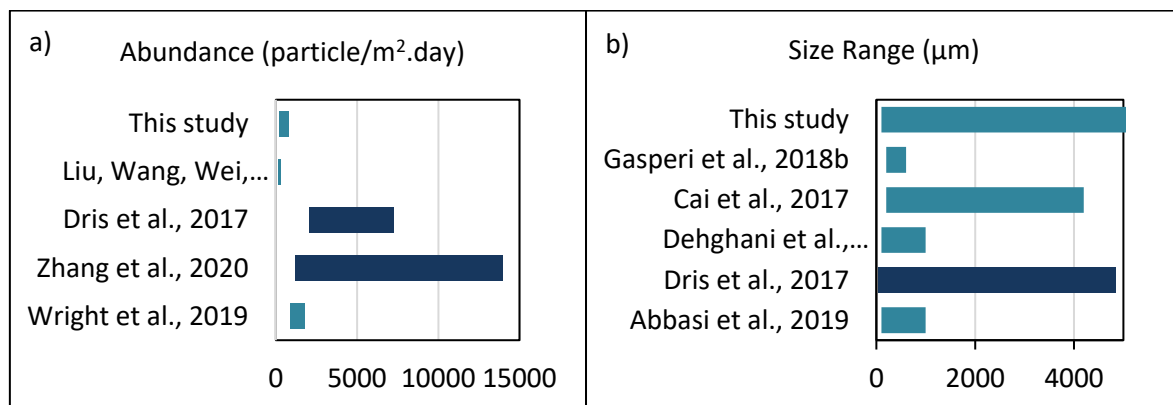 a)
Abundance (particle/m².day)
This study
Liu, Wang, Wei,...
Dris et al., 2017
Zhang et al., 2020
Wright et al., 2019
0 5000 10000 15000
b)
Size Range (µm)
This study
Gasperi et al., 2018b
Cai et al., 2017
Dehghani et al.,...
Dris et al., 2017
Abbasi et al., 2019
0 2000 4000